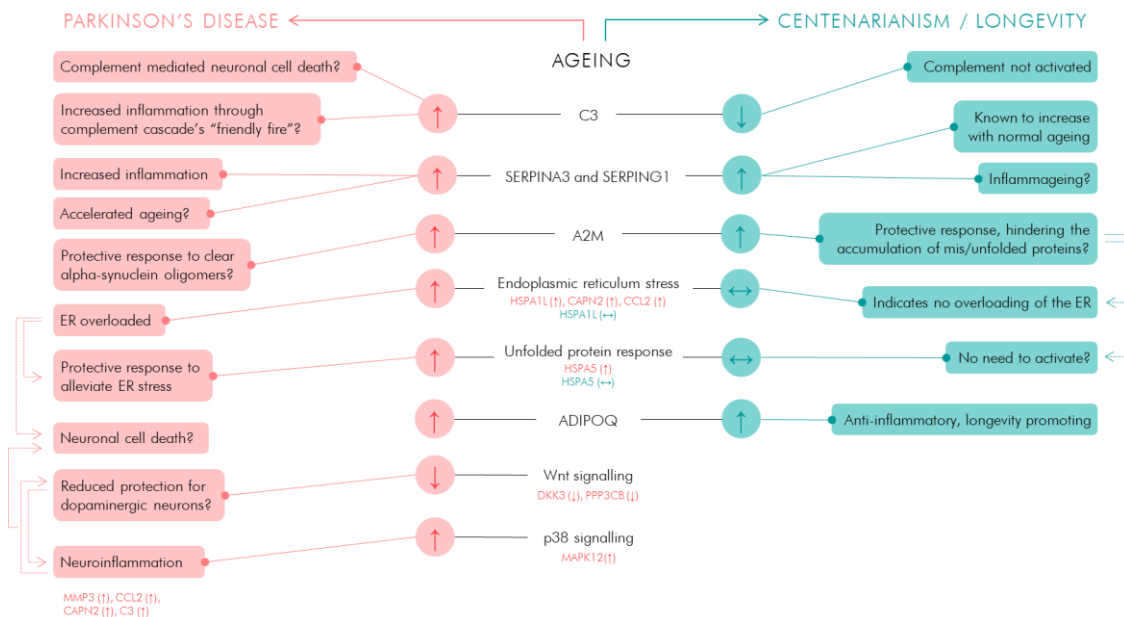 PARKINSON'S DISEASE
CENTENARIANISM / LONGEVITY
AGEING
Complement mediated neuronal cell death?
Increased inflammation through
complement cascade's "friendly fire"?
↑
C3
↓
Complement not activated
Increased inflammation
Accelerated ageing?
↑
SERPINA3 and SERPING1
↑
Known to increase
with normal ageing
Inflammageing?
Protective response to clear
alpha-synuclein oligomers?
↑
A2M
↑
Protective response, hindering the
accumulation of mis/unfolded proteins?
ER overloaded
↑
Endoplasmic reticulum stress
HSPA1L (↑), CAPN2 (↑), CCL2 (↑)
HSPA1L (↔)
↔
Indicates no overloading of the ER
Protective response to
alleviate ER stress
↑
Unfolded protein response
HSPA5 (↑)
HSPA5 (↔)
↔
No need to activate?
Neuronal cell death?
↑
ADIPOQ
↑
Anti-inflammatory, longevity promoting
Reduced protection for
dopaminergic neurons?
↓
Wnt signalling
DKK3 (↓), PPP3CB (↓)
Neuroinflammation
MMP3 (↑), CCL2 (↑),
CAPN2 (↑), C3 (↑)
↑
p38 signalling
MAPK12 (↑)